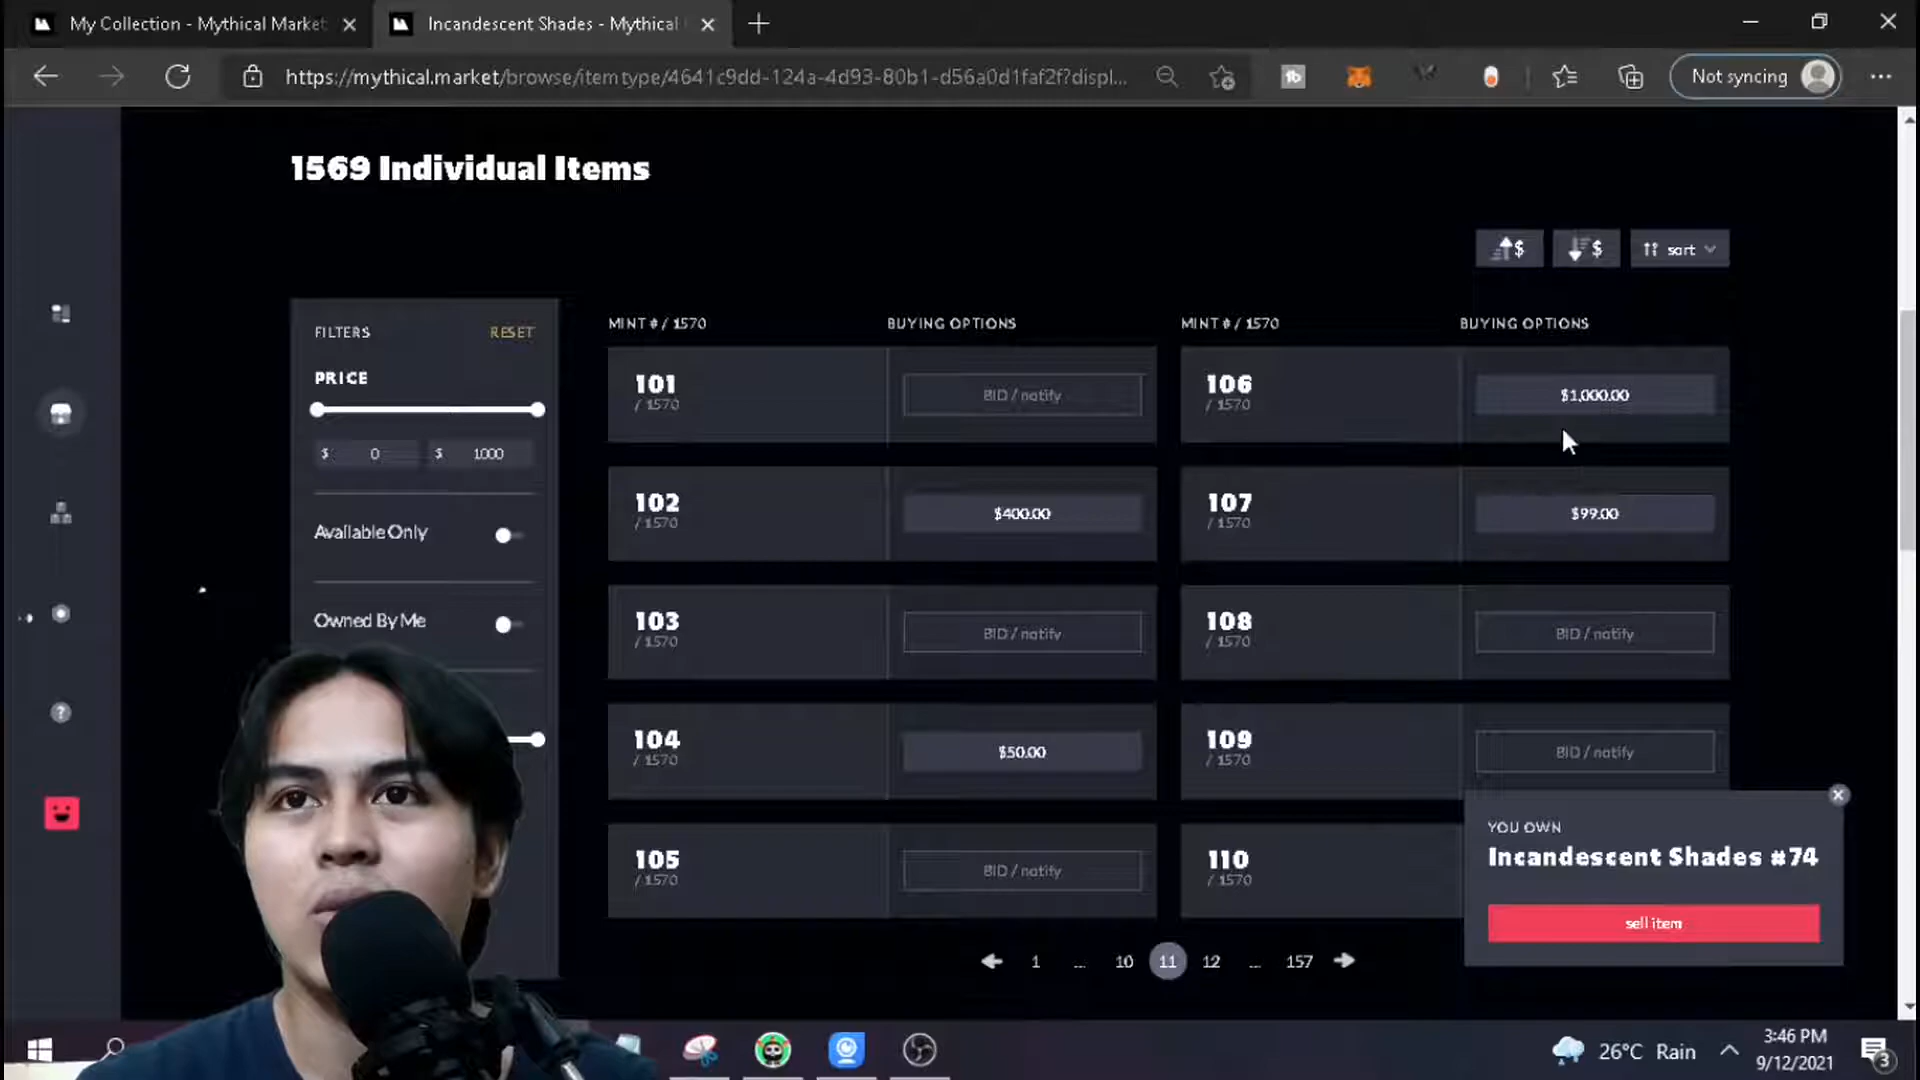 My Collection - Mythical Market
Incandescent Shades - Mythical
https://mythical.market/browse/itemtype/4641c9dd-124a-4d93-80b1-d56a0d1faf2f?displ...
Not syncing
1569 Individual Items
$
$
sort
FILTERS
RESET
PRICE
$ 0
$ 1000
Available Only
Owned By Me
MINT # / 1570
BUYING OPTIONS
MINT # / 1570
BUYING OPTIONS
101
/ 1570
BID / notify
106
/ 1570
$1,000.00
102
/ 1570
$400.00
107
/ 1570
$99.00
103
/ 1570
BID / notify
108
/ 1570
BID / notify
104
/ 1570
$50.00
109
/ 1570
BID / notify
105
/ 1570
BID / notify
110
/ 1570
YOU OWN
Incandescent Shades #74
sell item
1 ... 10 11 12 ... 157
26°C Rain
3:46 PM
9/12/2021
3